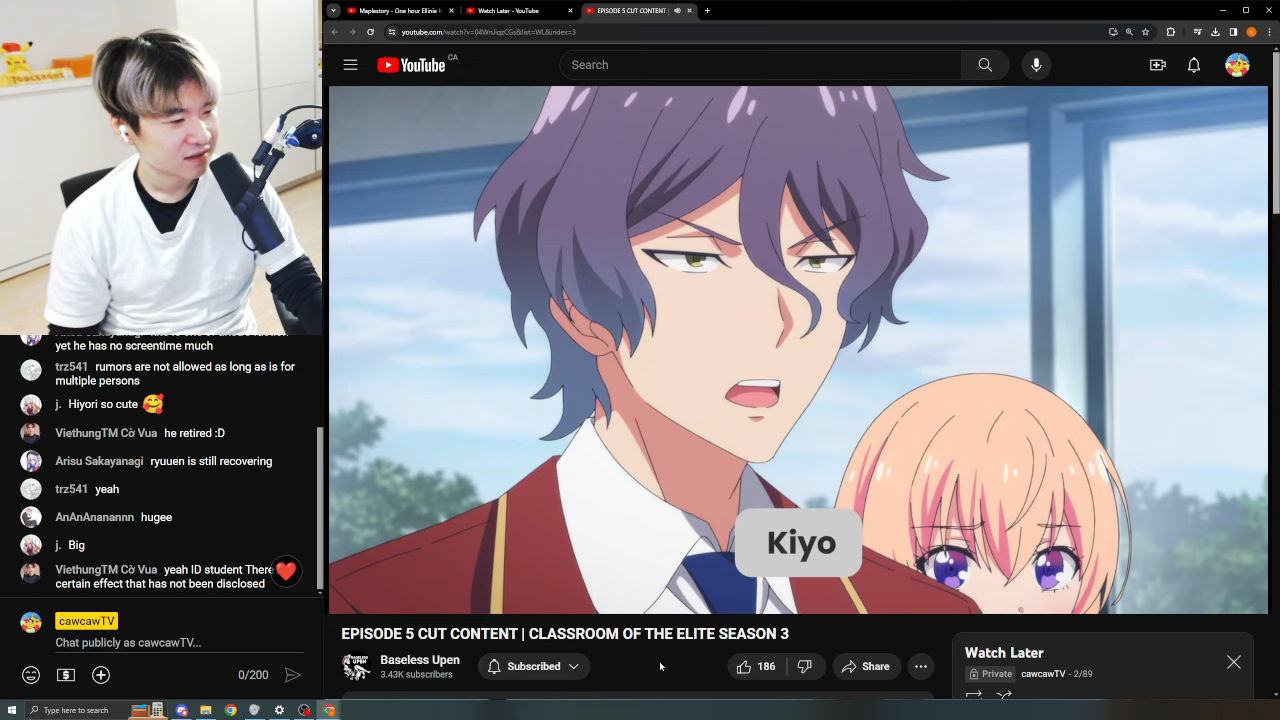 Maplestory - One hour Ellinia
Watch Later - YouTube
EPISODE 5 CUT CONTENT |
youtube.com/watch?v=04WnJiqzCGs&list=WL&index=3
YouTube CA
Search
yet he has no screentime much
trz541 rumors are not allowed as long as is for
multiple persons
j. Hiyori so cute 🥰
ViethungTM Cờ Vua he retired :D
Arisu Sakayanagi ryuuen is still recovering
trz541 yeah
AnAnAnanannn hugee
j. Big
ViethungTM Cờ Vua yeah ID student There
certain effect that has not been disclosed
cawcawTV
Chat publicly as cawcawTV...
0/200
Kiyo
EPISODE 5 CUT CONTENT | CLASSROOM OF THE ELITE SEASON 3
Baseless Upen
3.43K subscribers
Subscribed
186
Share
Watch Later
Private cawcawTV - 2/89
Type here to search